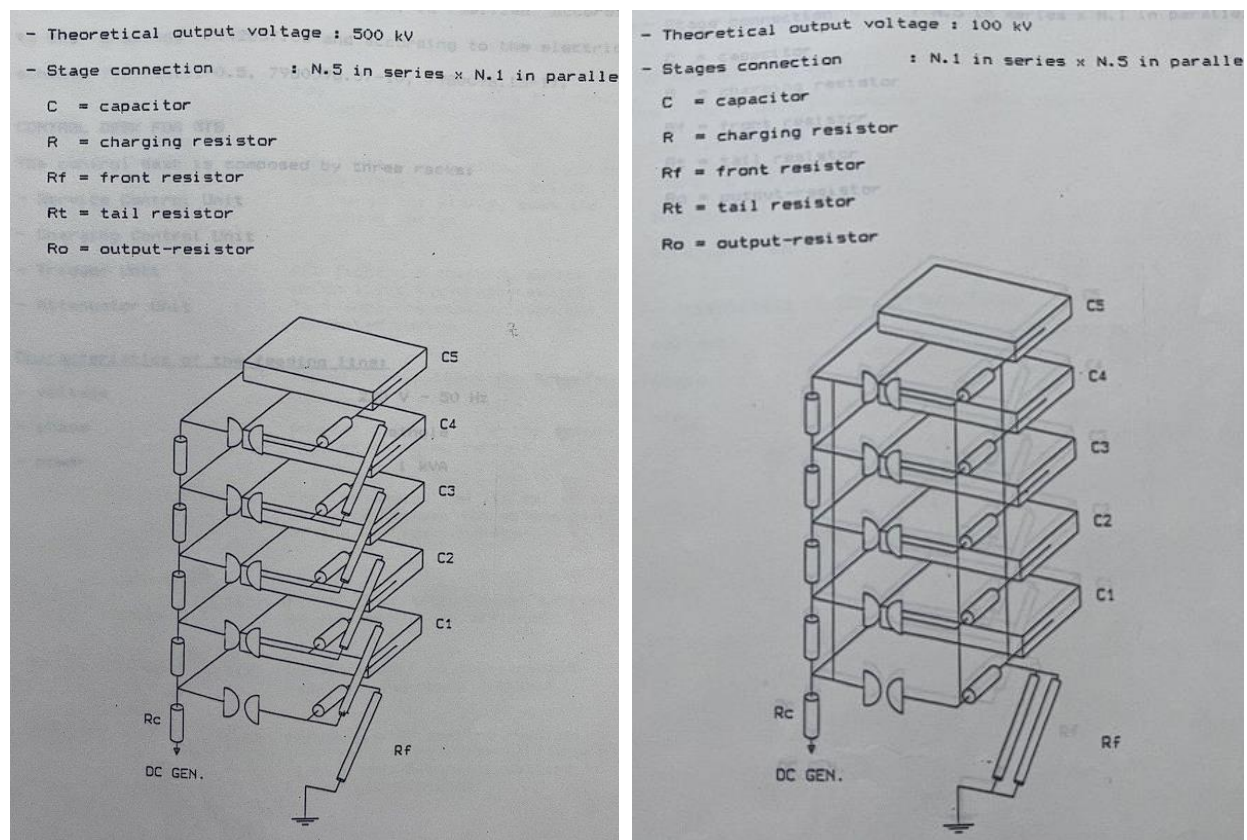 - Theoretical output voltage : 500 kV
- Stage connection : N.5 in series x N.1 in paralle
C = capacitor
R = charging resistor
Rf = front resistor
Rt = tail resistor
Ro = output-resistor
C5
C4
C3
C2
C1
Rc
Rf
DC GEN.
- Theoretical output voltage : 100 kV
- Stages connection : N.1 in series x N.5 in paralle
C = capacitor
R = charging resistor
Rf = front resistor
Rt = tail resistor
Ro = output-resistor
C5
C4
C3
C2
C1
Rc
Rf
DC GEN.